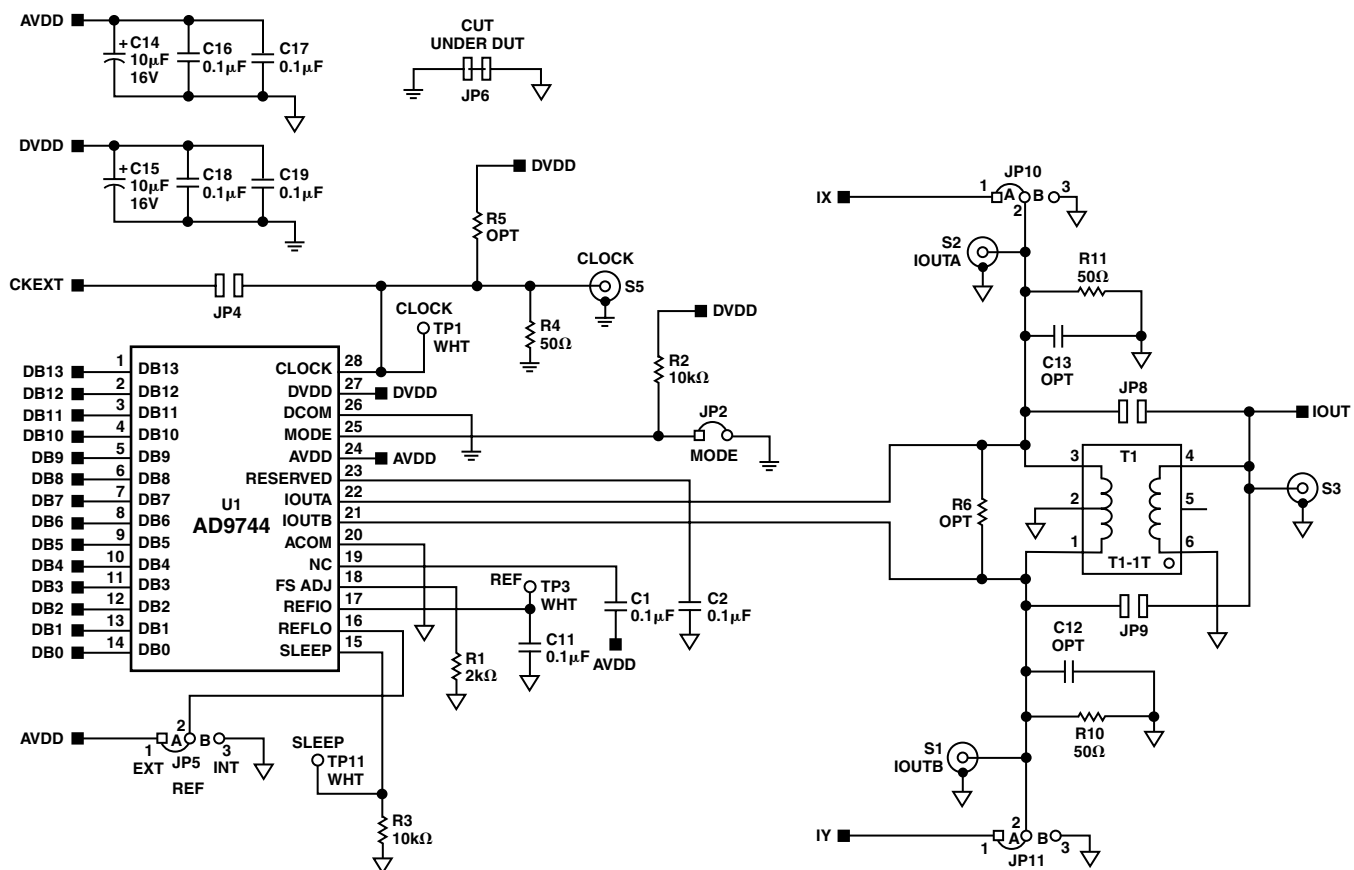 AVDD
C14
10µF
16V
C16
0.1µF
C17
0.1µF
CUT
UNDER DUT
JP6
DVDD
C15
10µF
16V
C18
0.1µF
C19
0.1µF
DVDD
R5
OPT
CKEXT
JP4
CLOCK
S5
CLOCK
TP1
WHT
R4
50Ω
DVDD
R2
10kΩ
JP2
MODE
U1
AD9744
DB13 1 DB13
DB12 2 DB12
DB11 3 DB11
DB10 4 DB10
DB9 5 DB9
DB8 6 DB8
DB7 7 DB7
DB6 8 DB6
DB5 9 DB5
DB4 10 DB4
DB3 11 DB3
DB2 12 DB2
DB1 13 DB1
DB0 14 DB0
CLOCK 28
DVDD 27 DVDD
DCOM 26
MODE 25
AVDD 24 AVDD
RESERVED 23
IOUTA 22
IOUTB 21
ACOM 20
NC 19
FS ADJ 18
REFIO 17
REFLO 16
SLEEP 15
REF
TP3
WHT
C11
0.1µF
R1
2kΩ
C1
0.1µF
AVDD
C2
0.1µF
AVDD
1 A 2 B 3
EXT JP5 INT
REF
SLEEP
TP11
WHT
R3
10kΩ
IX
JP10
1 A B 3
2
S2
IOUTA
R11
50Ω
C13
OPT
JP8
IOUT
R6
OPT
3 T1 4
2 5
1 6
T1-1T
S3
JP9
C12
OPT
R10
50Ω
S1
IOUTB
IY
2
1 A B 3
JP11